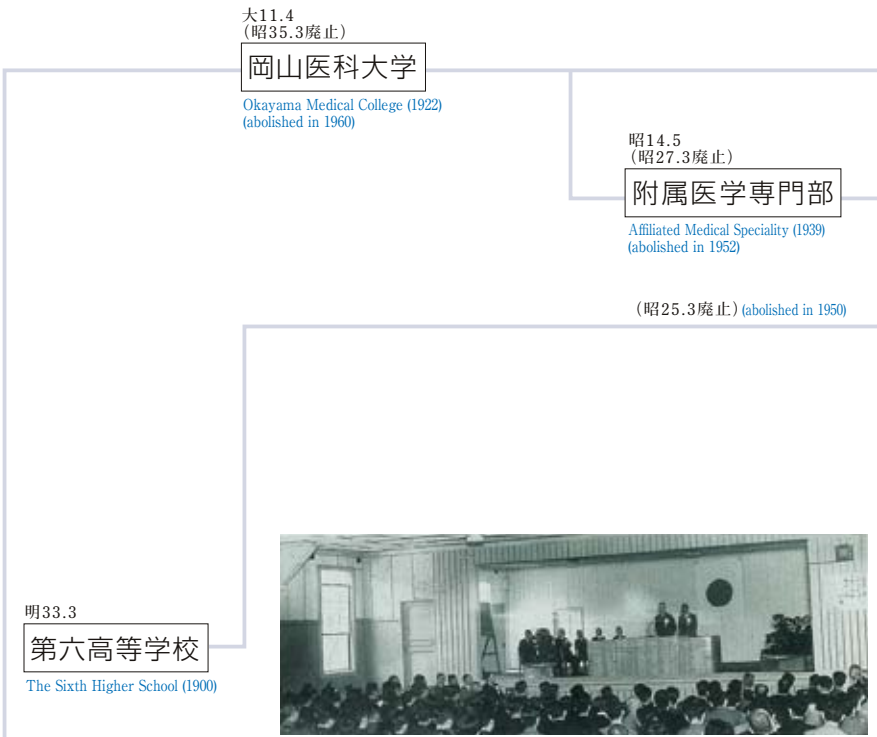 大11.4
(昭35.3廃止)
岡山医科大学
Okayama Medical College (1922)
(abolished in 1960)
昭14.5
(昭27.3廃止)
附属医学専門部
Affiliated Medical Speciality (1939)
(abolished in 1952)
(昭25.3廃止) (abolished in 1950)
明33.3
第六高等学校
The Sixth Higher School (1900)